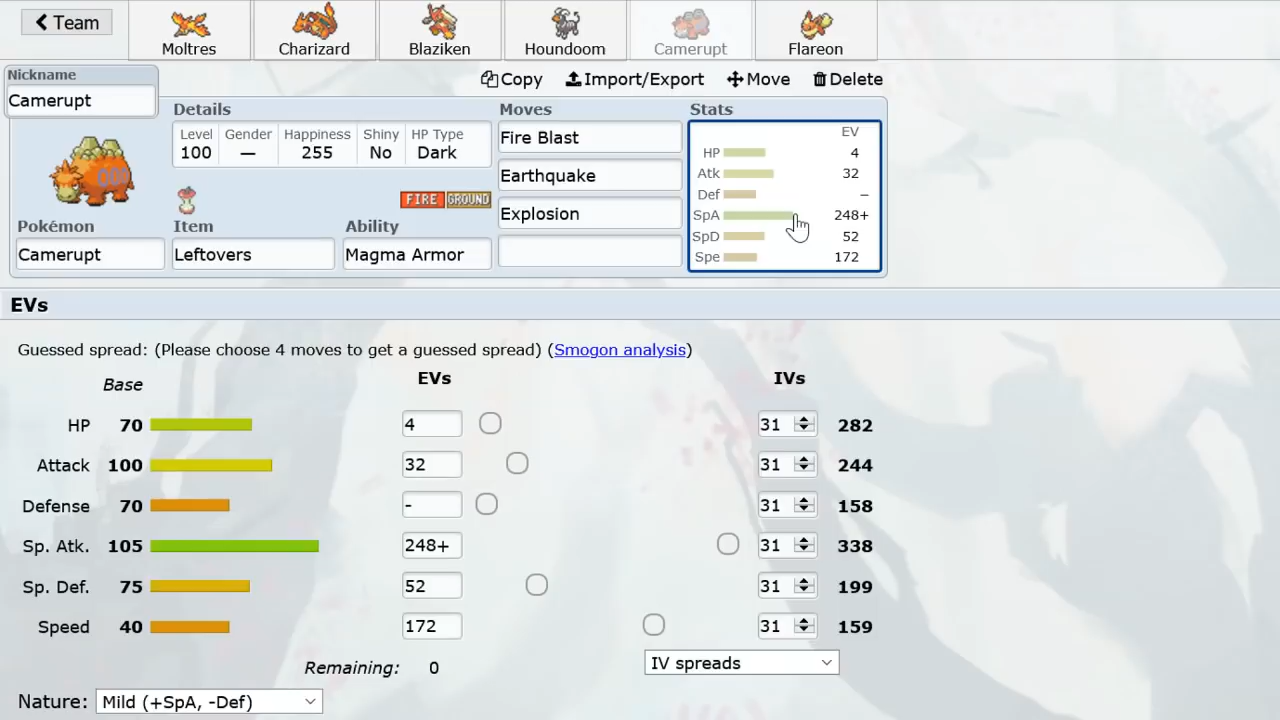 Team
Moltres
Charizard
Blaziken
Houndoom
Camerupt
Flareon
Nickname
Camerupt
Copy
Import/Export
Move
Delete
Details
Level Gender Happiness Shiny HP Type
100 — 255 No Dark
FIRE GROUND
Pokémon
Camerupt
Item
Leftovers
Ability
Magma Armor
Moves
Fire Blast
Earthquake
Explosion
Stats
EV
HP 4
Atk 32
Def –
SpA 248+
SpD 52
Spe 172
EVs
Guessed spread: (Please choose 4 moves to get a guessed spread) (Smogon analysis)
Base EVs IVs
HP 70 4 31 282
Attack 100 32 31 244
Defense 70 - 31 158
Sp. Atk. 105 248+ 31 338
Sp. Def. 75 52 31 199
Speed 40 172 31 159
Remaining: 0
IV spreads
Nature: Mild (+SpA, -Def)